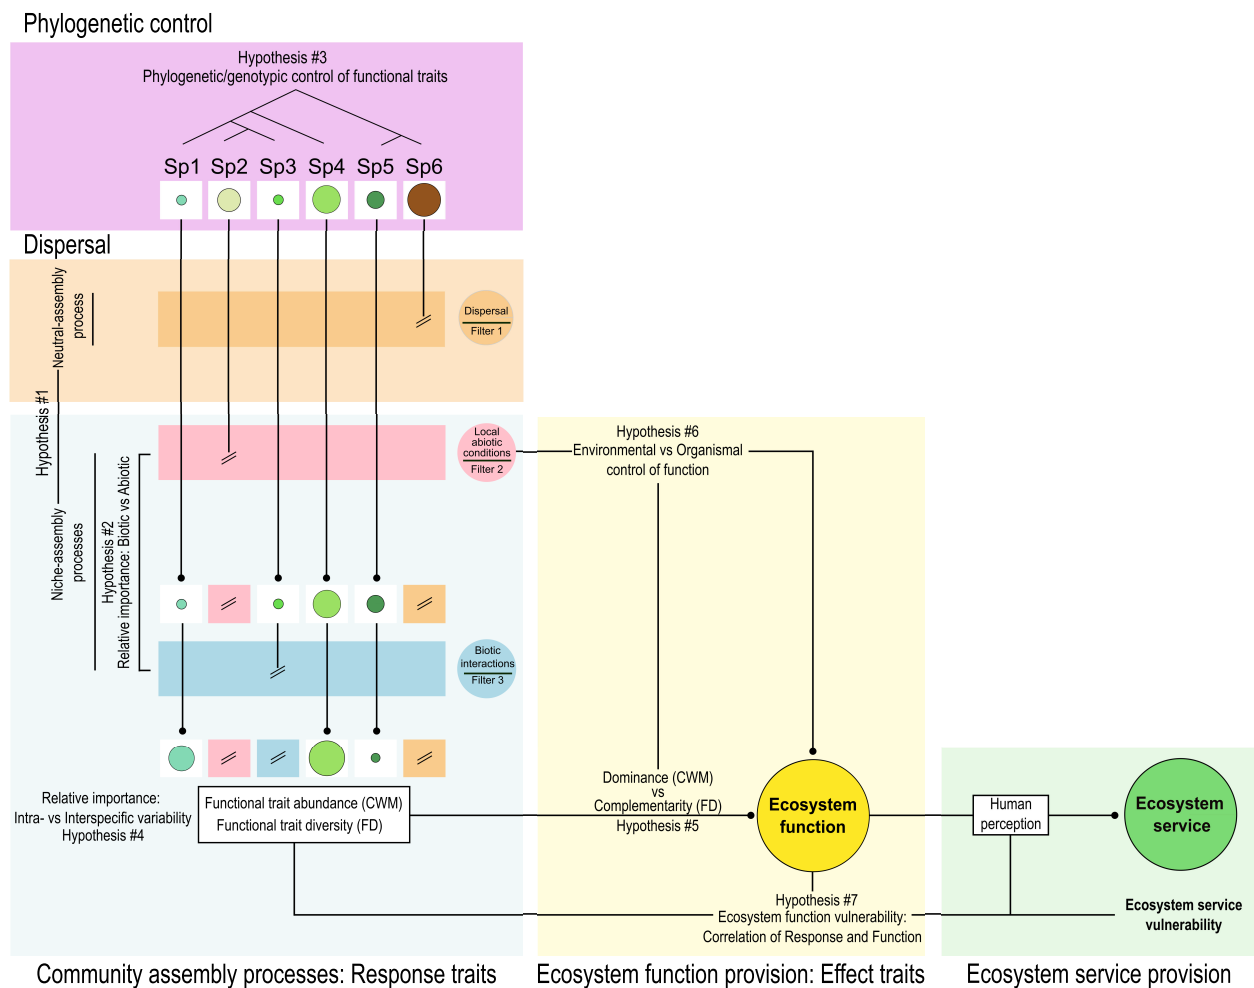 Phylogenetic control
Hypothesis #3
Phylogenetic/genotypic control of functional traits
Sp1 Sp2 Sp3 Sp4 Sp5 Sp6
Dispersal
Neutral-assembly
process
Dispersal
Filter 1
Hypothesis #1
Niche-assembly
processes
Hypothesis #2
Relative importance: Biotic vs Abiotic
Local
abiotic
conditions
Filter 2
Biotic
interactions
Filter 3
Relative importance:
Intra- vs Interspecific variability
Hypothesis #4
Functional trait abundance (CWM)
Functional trait diversity (FD)
Community assembly processes: Response traits
Hypothesis #6
Environmental vs Organismal
control of function
Dominance (CWM)
vs
Complementarity (FD)
Hypothesis #5
Ecosystem
function
Hypothesis #7
Ecosystem function vulnerability:
Correlation of Response and Function
Ecosystem function provision: Effect traits
Human
perception
Ecosystem
service
Ecosystem service
vulnerability
Ecosystem service provision